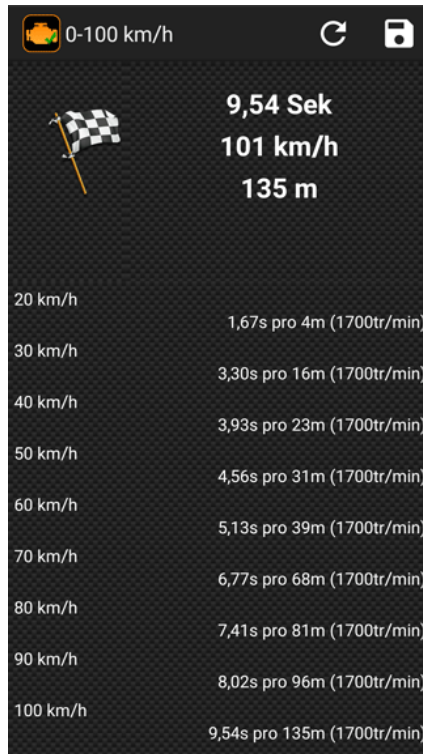 0-100 km/h
9,54 Sek
101 km/h
135 m
20 km/h
1,67s pro 4m (1700tr/min)
30 km/h
3,30s pro 16m (1700tr/min)
40 km/h
3,93s pro 23m (1700tr/min)
50 km/h
4,56s pro 31m (1700tr/min)
60 km/h
5,13s pro 39m (1700tr/min)
70 km/h
6,77s pro 68m (1700tr/min)
80 km/h
7,41s pro 81m (1700tr/min)
90 km/h
8,02s pro 96m (1700tr/min)
100 km/h
9,54s pro 135m (1700tr/min)